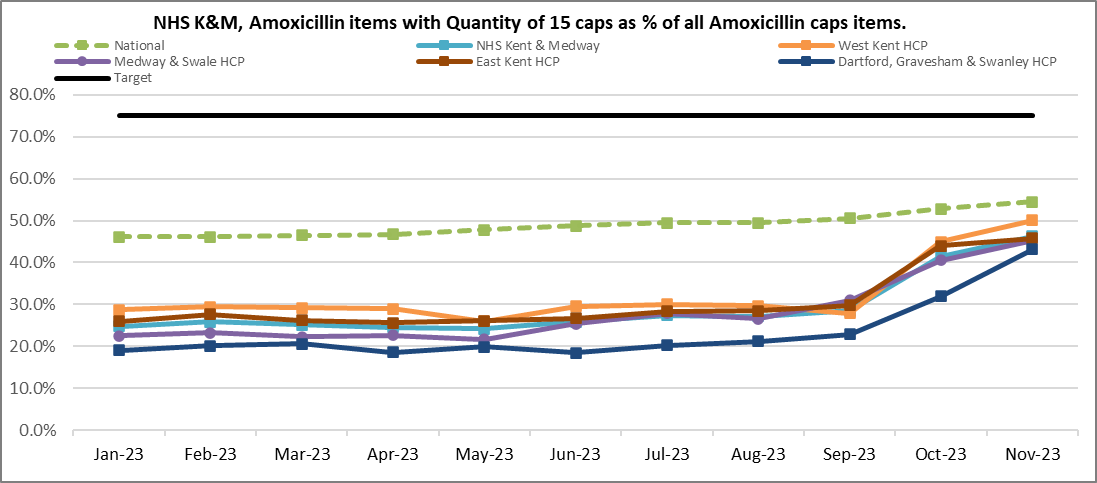 NHS K&M, Amoxicillin items with Quantity of 15 caps as % of all Amoxicillin caps items.
National NHS Kent & Medway West Kent HCP
Medway & Swale HCP East Kent HCP Dartford, Gravesham & Swanley HCP
Target
80.0%
70.0%
60.0%
50.0%
40.0%
30.0%
20.0%
10.0%
0.0%
Jan-23 Feb-23 Mar-23 Apr-23 May-23 Jun-23 Jul-23 Aug-23 Sep-23 Oct-23 Nov-23